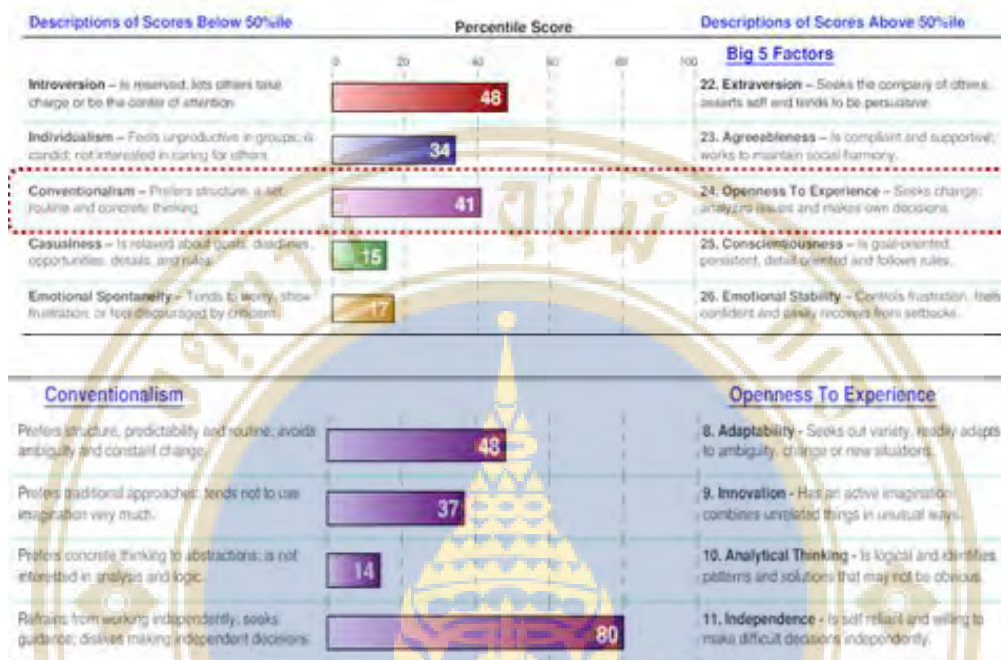 Descriptions of Scores Below 50%ile
Percentile Score
Descriptions of Scores Above 50%ile
Big 5 Factors
0 20 40 60 80 100
Introversion – Is reserved, lets others take
charge or be the center of attention.
48
22. Extraversion – Seeks the company of others,
asserts self and tends to be persuasive.
Individualism – Feels unproductive in groups; is
candid; not interested in caring for others.
34
23. Agreeableness – Is compliant and supportive;
works to maintain social harmony.
Conventionalism – Prefers structure, a set
routine and concrete thinking.
41
24. Openness To Experience – Seeks change;
analyzes issues and makes own decisions.
Casualness – Is relaxed about goals, deadlines,
opportunities, details, and rules.
15
25. Conscientiousness – Is goal-oriented,
persistent, detail oriented and follows rules.
Emotional Spontaneity – Tends to worry, show
frustration, or feel discouraged by criticism.
17
26. Emotional Stability – Controls frustration, feels
confident and easily recovers from setbacks.
Conventionalism
Openness To Experience
Prefers structure, predictability and routine; avoids
ambiguity and constant change.
48
8. Adaptability - Seeks out variety, readily adapts
to ambiguity, change or new situations.
Prefers traditional approaches; tends not to use
imagination very much.
37
9. Innovation - Has an active imagination
combines unrelated things in unusual ways.
Prefers concrete thinking to abstractions; is not
interested in analysis and logic.
14
10. Analytical Thinking - Is logical and identifies
patterns and solutions that may not be obvious.
Refrains from working independently; seeks
guidance; dislikes making independent decisions.
80
11. Independence - Is self reliant and willing to
make difficult decisions independently.